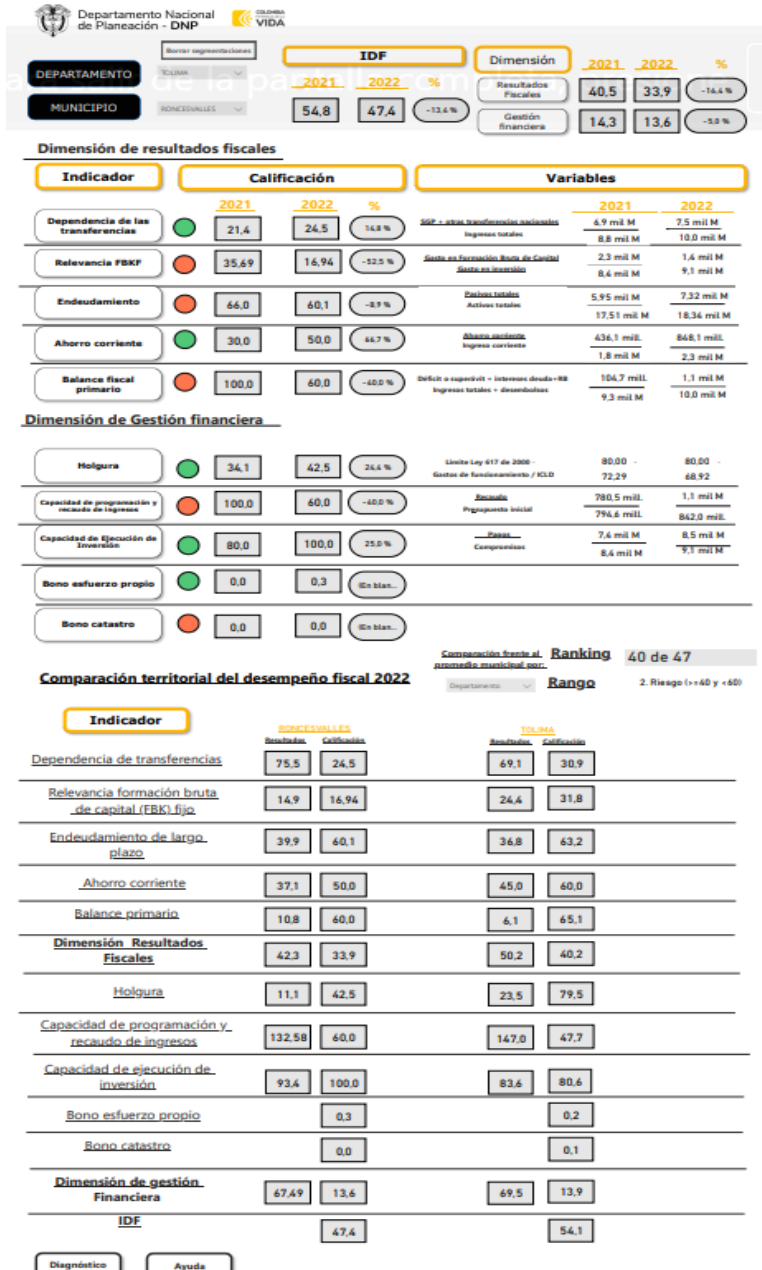 Departamento Nacional
de Planeación - DNP
COLOMBIA
VIDA
Borrar segmentaciones
IDF
Dimensión 2021 2022 %
DEPARTAMENTO TOLIMA
2021 2022 %
Resultados Fiscales 40,5 33,9 -16,4 %
MUNICIPIO RONCESVALLES
54,8 47,4 -13,6 %
Gestión financiera 14,3 13,6 -5,0 %
Dimensión de resultados fiscales
Indicador Calificación Variables
2021 2022 % 2021 2022
Dependencia de las transferencias 21,4 24,5 14,8 % SGP + otras transferencias nacionales 6,9 mil M 7,5 mil M
Ingresos totales 8,8 mil M 10,0 mil M
Relevancia FBKF 35,69 16,94 -52,5 % Gasto en Formación Bruta de Capital 2,3 mil M 1,4 mil M
Gasto en inversión 8,4 mil M 9,1 mil M
Endeudamiento 66,0 60,1 -8,9 % Pasivos totales 5,95 mil M 7,32 mil M
Activos totales 17,51 mil M 18,34 mil M
Ahorro corriente 30,0 50,0 66,7 % Ahorro corriente 436,1 mill. 848,1 mill.
Ingreso corriente 1,8 mil M 2,3 mil M
Balance fiscal primario 100,0 60,0 -40,0 % Déficit o superávit + intereses deuda+RB 104,7 mill. 1,1 mil M
Ingresos totales + desembolsos 9,3 mil M 10,0 mil M
Dimensión de Gestión financiera
Holgura 34,1 42,5 24,4 % Límite Ley 617 de 2000 - 80,00 - 80,00 -
Gastos de funcionamiento / ICLD 72,29 68,92
Capacidad de programación y recaudo de ingresos 100,0 60,0 -40,0 % Recaudo 780,5 mill. 1,1 mil M
Presupuesto inicial 794,6 mill. 842,0 mill.
Capacidad de Ejecución de Inversión 80,0 100,0 25,0 % Pagos 7,4 mil M 8,5 mil M
Compromisos 8,4 mil M 9,1 mil M
Bono esfuerzo propio 0,0 0,3 (En blan...
Bono catastro 0,0 0,0 (En blan...
Comparación frente al promedio municipal por: Ranking 40 de 47
Comparación territorial del desempeño fiscal 2022
Departamento Rango 2. Riesgo (>=40 y <60)
Indicador
RONCESVALLES TOLIMA
Resultados Calificación Resultados Calificación
Dependencia de transferencias 75,5 24,5 69,1 30,9
Relevancia formación bruta
de capital (FBK) fijo 14,9 16,94 24,4 31,8
Endeudamiento de largo
plazo 39,9 60,1 36,8 63,2
Ahorro corriente 37,1 50,0 45,0 60,0
Balance primario 10,8 60,0 6,1 65,1
Dimensión Resultados
Fiscales 42,3 33,9 50,2 40,2
Holgura 11,1 42,5 23,5 79,5
Capacidad de programación y
recaudo de ingresos 132,58 60,0 147,0 47,7
Capacidad de ejecución de
inversión 93,4 100,0 83,6 80,6
Bono esfuerzo propio 0,3 0,2
Bono catastro 0,0 0,1
Dimensión de gestión
Financiera 67,49 13,6 69,5 13,9
IDF 47,4 54,1
Diagnóstico Ayuda